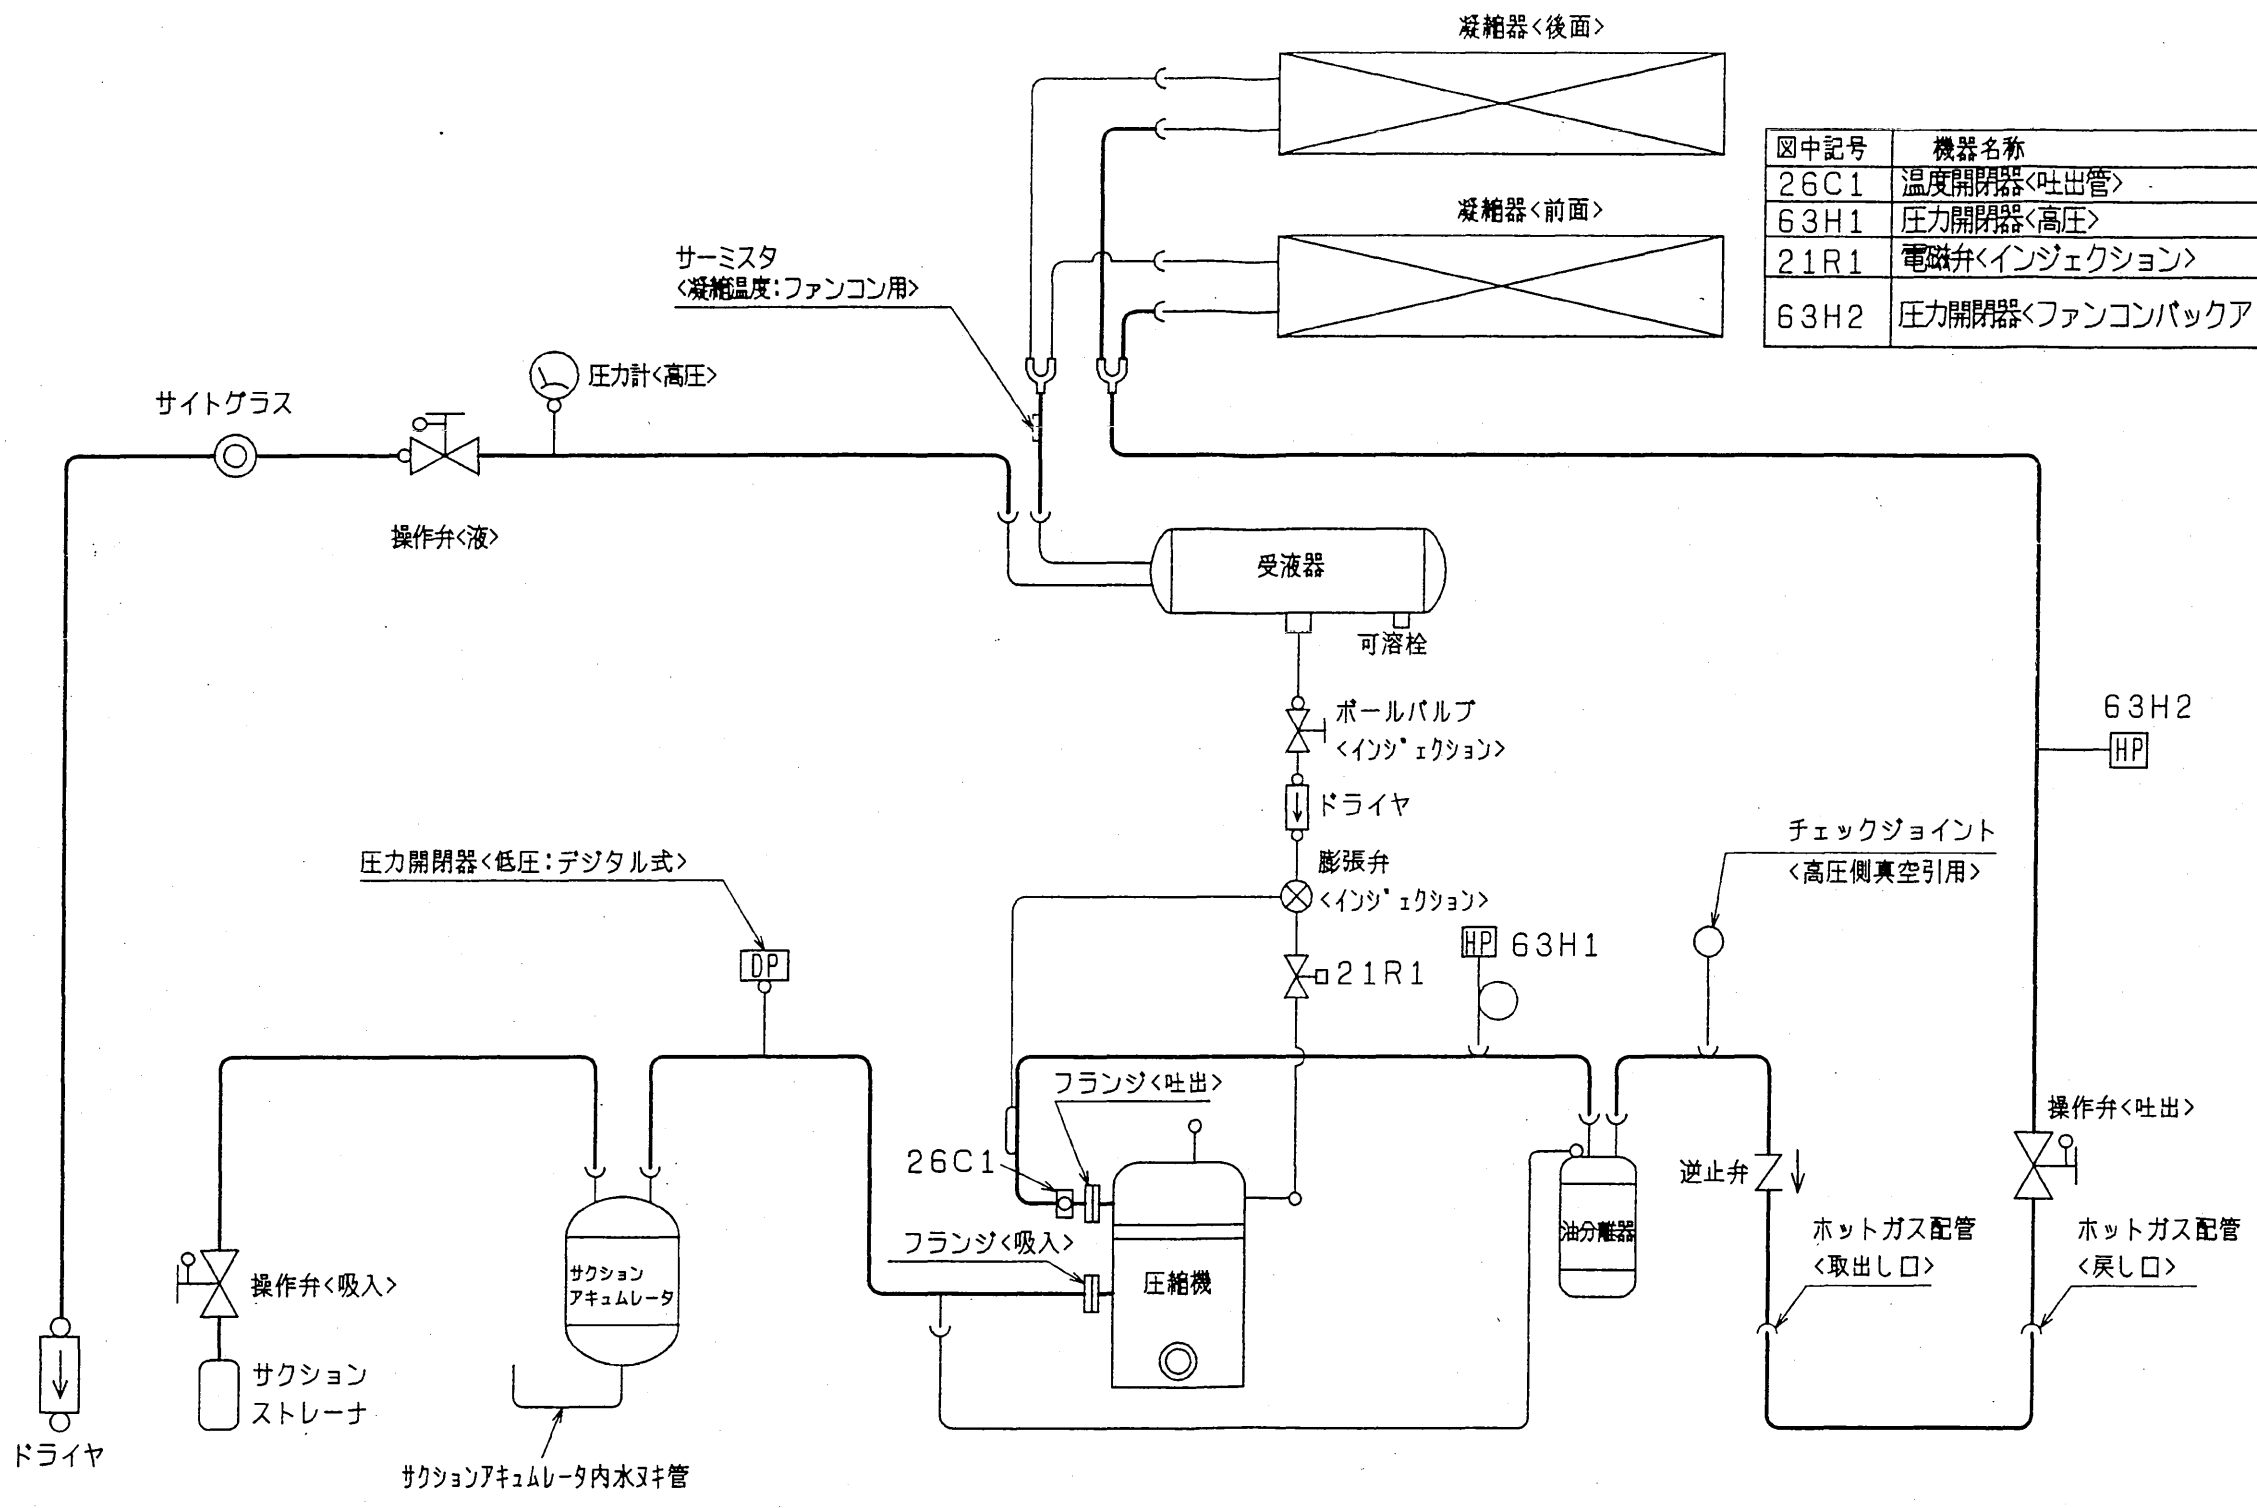 凝縮器<後面>
図中記号 機器名称
26C1 温度開閉器<吐出管>
63H1 圧力開閉器<高圧>
21R1 電磁弁<インジェクション>
63H2 圧力開閉器<ファンコンバックア
凝縮器<前面>
サーミスタ
<凝縮温度:ファンコン用>
圧力計<高圧>
サイトグラス
操作弁<液>
受液器
可溶栓
ボールバルブ
<インジェクション>
63H2
HP
ドライヤ
チェックジョイント
<高圧側真空引用>
圧力開閉器<低圧:デジタル式>
膨張弁
<インジェクション>
DP
HP 63H1
21R1
フランジ<吐出>
操作弁<吐出>
26C1
逆止弁
油分離器
フランジ<吸入>
ホットガス配管
<取出し口>
ホットガス配管
<戻し口>
操作弁<吸入>
サクション
アキュムレータ
圧縮機
サクション
ストレーナ
ドライヤ
サクションアキュムレータ内水ヌキ管